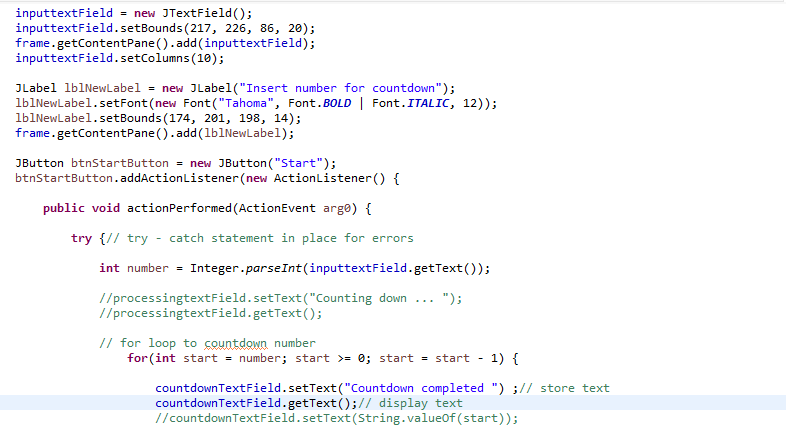 inputtextField = new JTextField();
inputtextField.setBounds(217, 226, 86, 20);
frame.getContentPane().add(inputtextField);
inputtextField.setColumns(10);
JLabel lblNewLabel = new JLabel("Insert number for countdown");
lblNewLabel.setFont(new Font("Tahoma", Font.BOLD | Font.ITALIC, 12));
lblNewLabel.setBounds(174, 201, 198, 14);
frame.getContentPane().add(lblNewLabel);
JButton btnStartButton = new JButton("Start");
btnStartButton.addActionListener(new ActionListener() {
public void actionPerformed(ActionEvent arg0) {
try {// try - catch statement in place for errors
int number = Integer.parseInt(inputtextField.getText());
//processingtextField.setText("Counting down ... ");
//processingtextField.getText();
// for loop to countdown number
for(int start = number; start >= 0; start = start - 1) {
countdownTextField.setText("Countdown completed ") ;// store text
countdownTextField.getText();// display text
//countdownTextField.setText(String.valueOf(start));